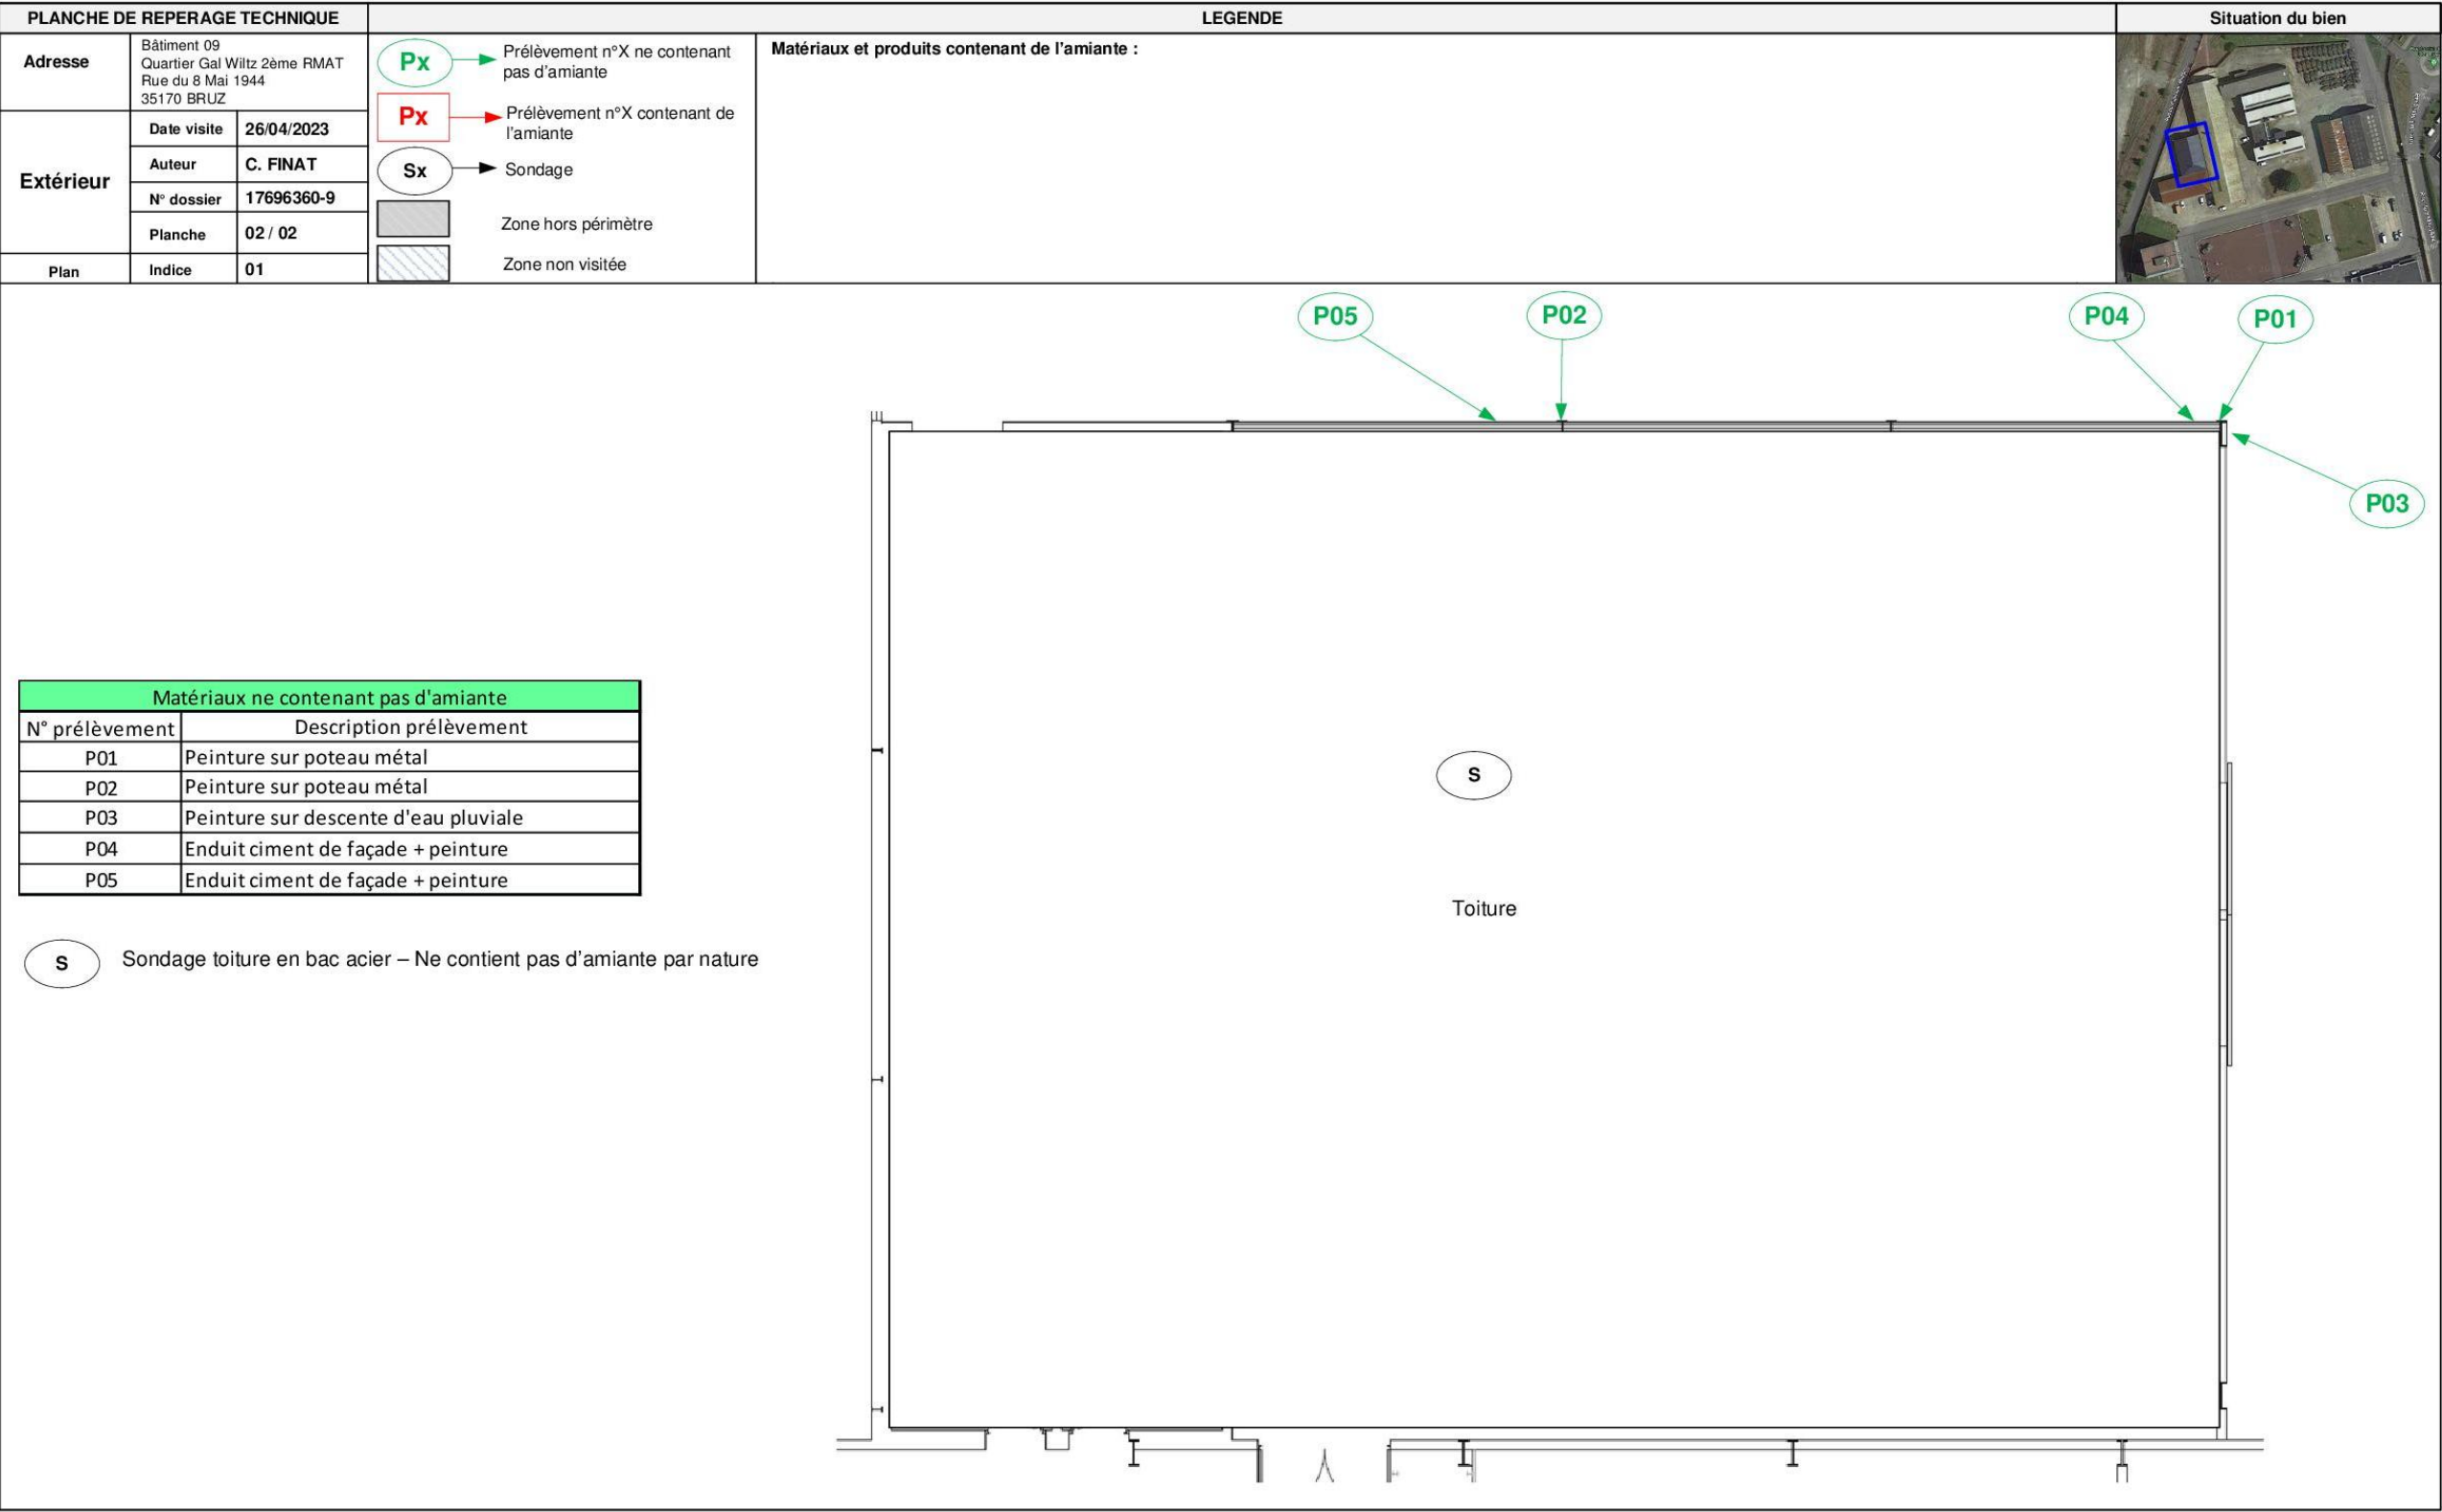 PLANCHE DE REPERAGE TECHNIQUE
LEGENDE
Situation du bien
Adresse
Bâtiment 09
Quartier Gal Wiltz 2ème RMAT
Rue du 8 Mai 1944
35170 BRUZ
Extérieur
Date visite 26/04/2023
Auteur C. FINAT
N° dossier 17696360-9
Planche 02 / 02
Plan Indice 01
Px Prélèvement n°X ne contenant
pas d'amiante
Px Prélèvement n°X contenant de
l'amiante
Sx Sondage
Zone hors périmètre
Zone non visitée
Matériaux et produits contenant de l'amiante :
P05
P02
P04
P01
P03
Matériaux ne contenant pas d'amiante
N° prélèvement Description prélèvement
P01 Peinture sur poteau métal
P02 Peinture sur poteau métal
P03 Peinture sur descente d'eau pluviale
P04 Enduit ciment de façade + peinture
P05 Enduit ciment de façade + peinture
S
Toiture
S Sondage toiture en bac acier – Ne contient pas d'amiante par nature